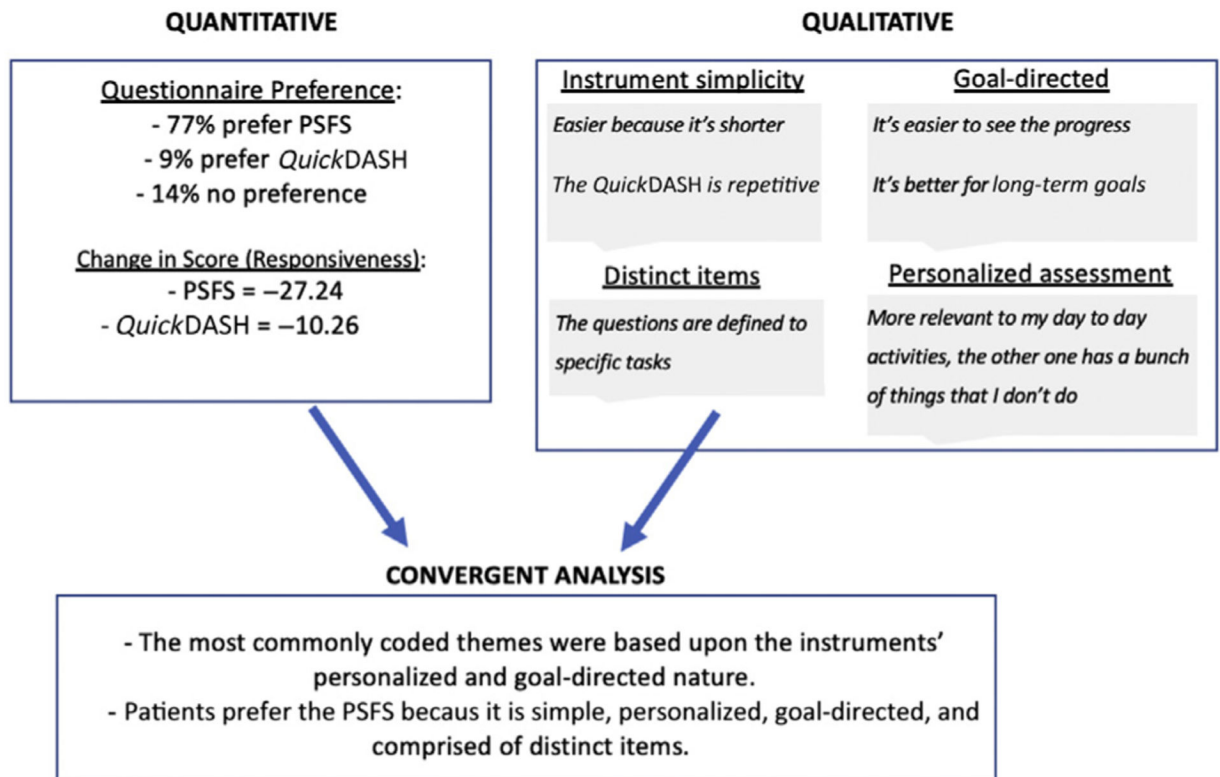 QUANTITATIVE
Questionnaire Preference:
- 77% prefer PSFS
- 9% prefer QuickDASH
- 14% no preference
Change in Score (Responsiveness):
- PSFS = −27.24
- QuickDASH = −10.26
QUALITATIVE
Instrument simplicity
Easier because it's shorter
The QuickDASH is repetitive
Goal-directed
It's easier to see the progress
It's better for long-term goals
Distinct items
The questions are defined to
specific tasks
Personalized assessment
More relevant to my day to day
activities, the other one has a bunch
of things that I don't do
CONVERGENT ANALYSIS
- The most commonly coded themes were based upon the instruments'
personalized and goal-directed nature.
- Patients prefer the PSFS becaus it is simple, personalized, goal-directed, and
comprised of distinct items.